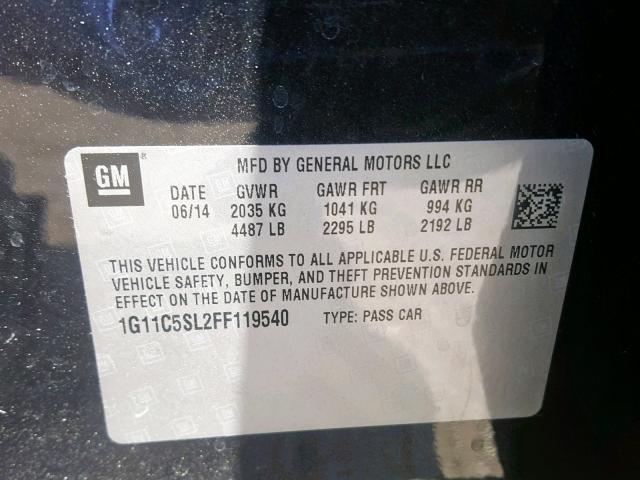 GM ® MFD BY GENERAL MOTORS LLC
DATE GVWR GAWR FRT GAWR RR
06/14 2035 KG 1041 KG 994 KG
4487 LB 2295 LB 2192 LB
THIS VEHICLE CONFORMS TO ALL APPLICABLE U.S. FEDERAL MOTOR
VEHICLE SAFETY, BUMPER, AND THEFT PREVENTION STANDARDS IN
EFFECT ON THE DATE OF MANUFACTURE SHOWN ABOVE.
1G11C5SL2FF119540 TYPE: PASS CAR